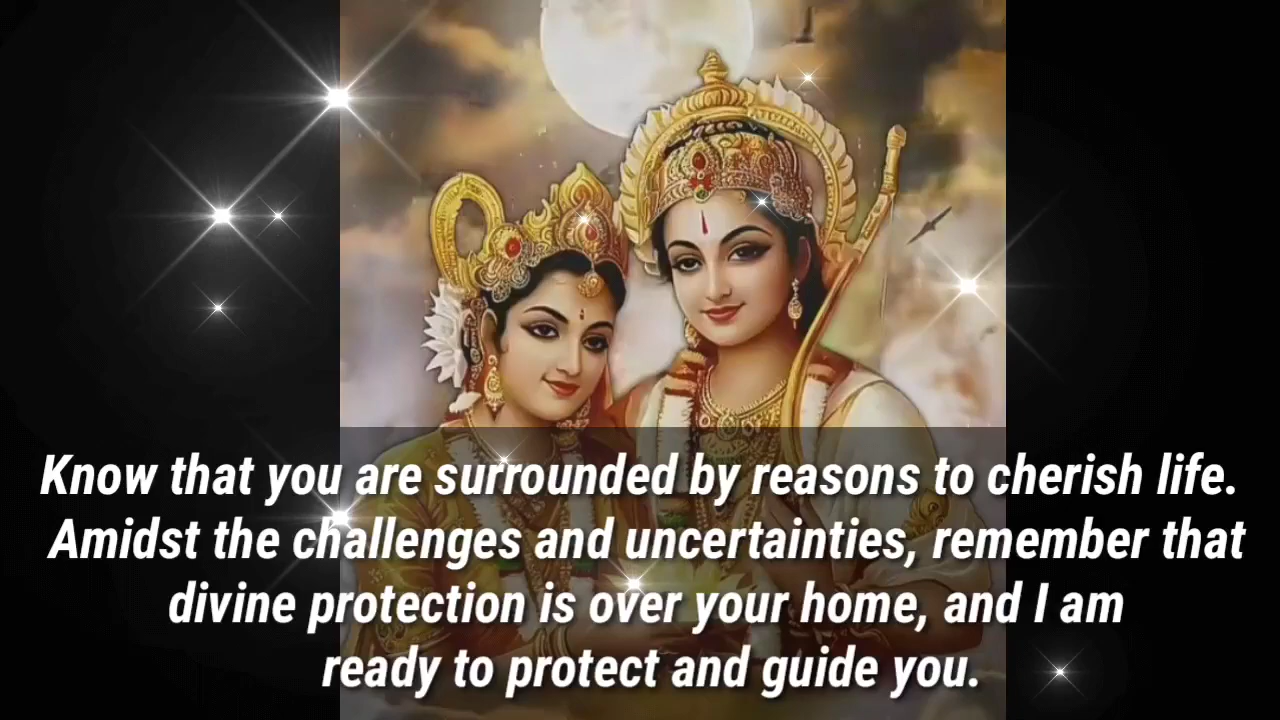 Know that you are surrounded by reasons to cherish life.
Amidst the challenges and uncertainties, remember that
divine protection is over your home, and I am
ready to protect and guide you.